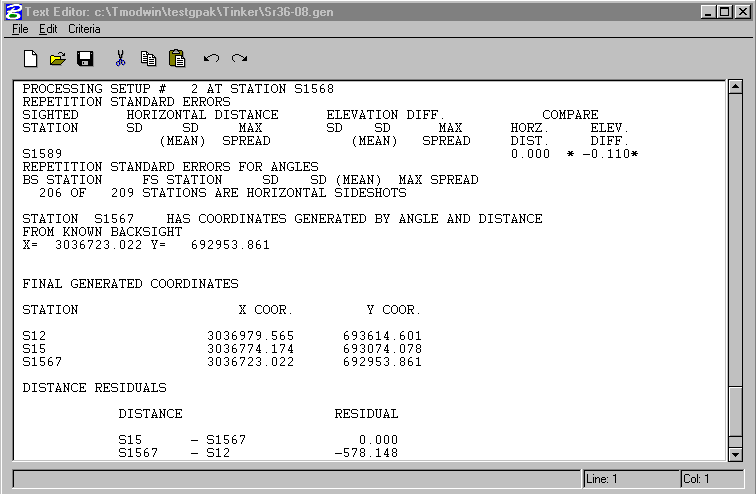 Text Editor: c:\Tmodwin\testgpak\Tinker\Sr36-08.gen
File Edit Criteria
PROCESSING SETUP # 2 AT STATION S1568
REPETITION STANDARD ERRORS
SIGHTED HORIZONTAL DISTANCE ELEVATION DIFF. COMPARE
STATION SD SD MAX SD SD MAX HORZ. ELEV.
(MEAN) SPREAD (MEAN) SPREAD DIST. DIFF.
S1589 0.000 * -0.110*
REPETITION STANDARD ERRORS FOR ANGLES
BS STATION FS STATION SD SD (MEAN) MAX SPREAD
206 OF 209 STATIONS ARE HORIZONTAL SIDESHOTS
STATION S1567 HAS COORDINATES GENERATED BY ANGLE AND DISTANCE
FROM KNOWN BACKSIGHT
X= 3036723.022 Y= 692953.861
FINAL GENERATED COORDINATES
STATION X COOR. Y COOR.
S12 3036979.565 693614.601
S15 3036774.174 693074.078
S1567 3036723.022 692953.861
DISTANCE RESIDUALS
DISTANCE RESIDUAL
S15 - S1567 0.000
S1567 - S12 -578.148
Line: 1 Col: 1